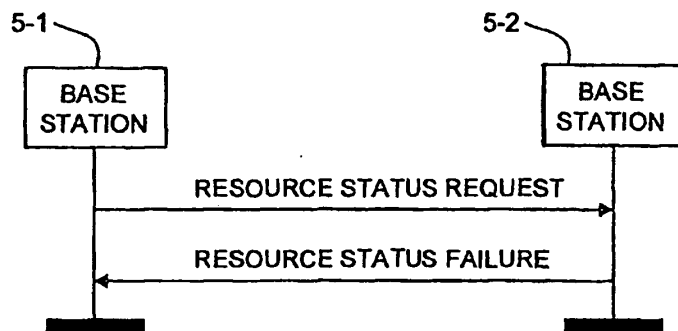 5-1
5-2
BASE
STATION
BASE
STATION
RESOURCE STATUS REQUEST
RESOURCE STATUS FAILURE